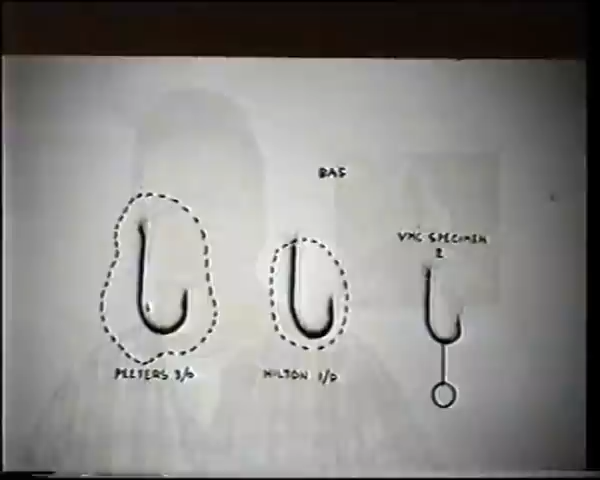 BAS
VMC SPECIMEN
2
PEETERS 3/0
HILTON 1/0